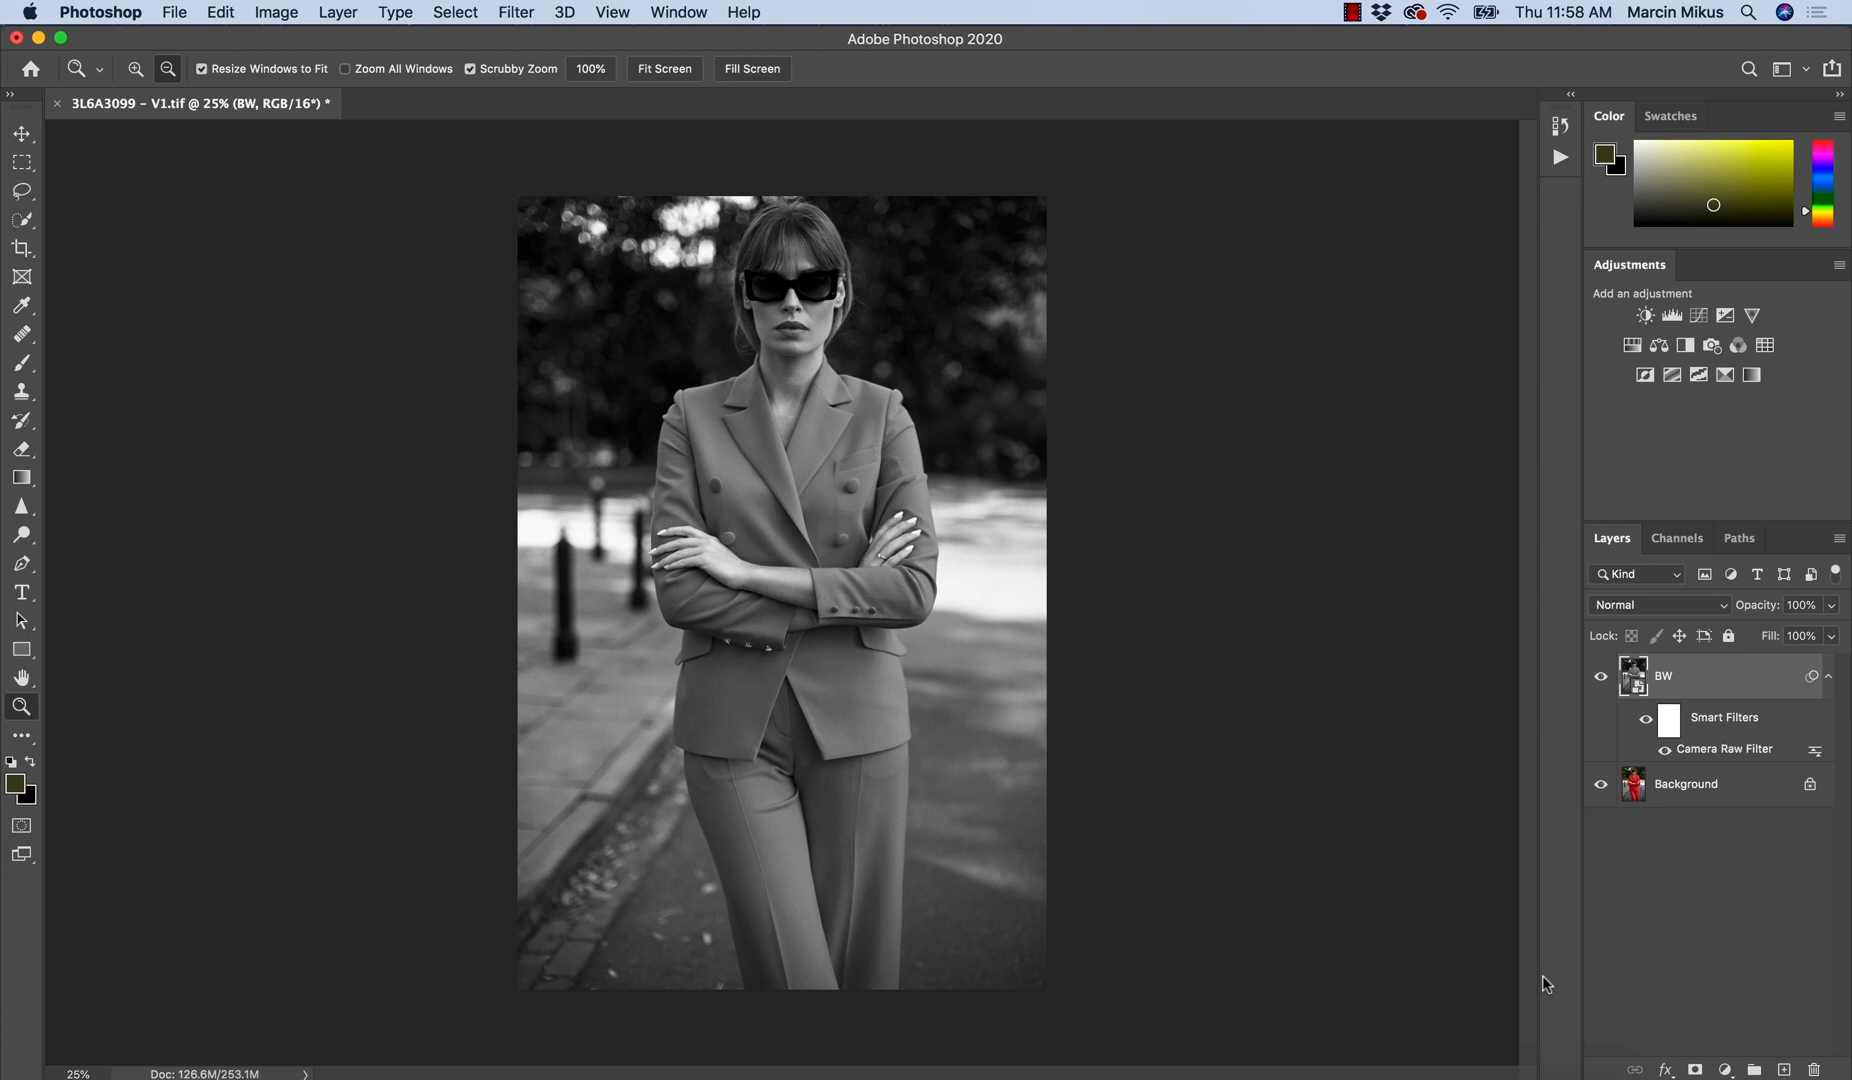 Photoshop File Edit Image Layer Type Select Filter 3D View Window Help Thu 11:58 AM Marcin Mikus
Adobe Photoshop 2020
Resize Windows to Fit Zoom All Windows Scrubby Zoom 100% Fit Screen Fill Screen
3L6A3099 - V1.tif @ 25% (BW, RGB/16*) *
Color Swatches
Adjustments
Add an adjustment
Layers Channels Paths
Kind
Normal Opacity: 100%
Lock: Fill: 100%
BW
Smart Filters
Camera Raw Filter
Background
25% Doc: 126.6M/253.1M